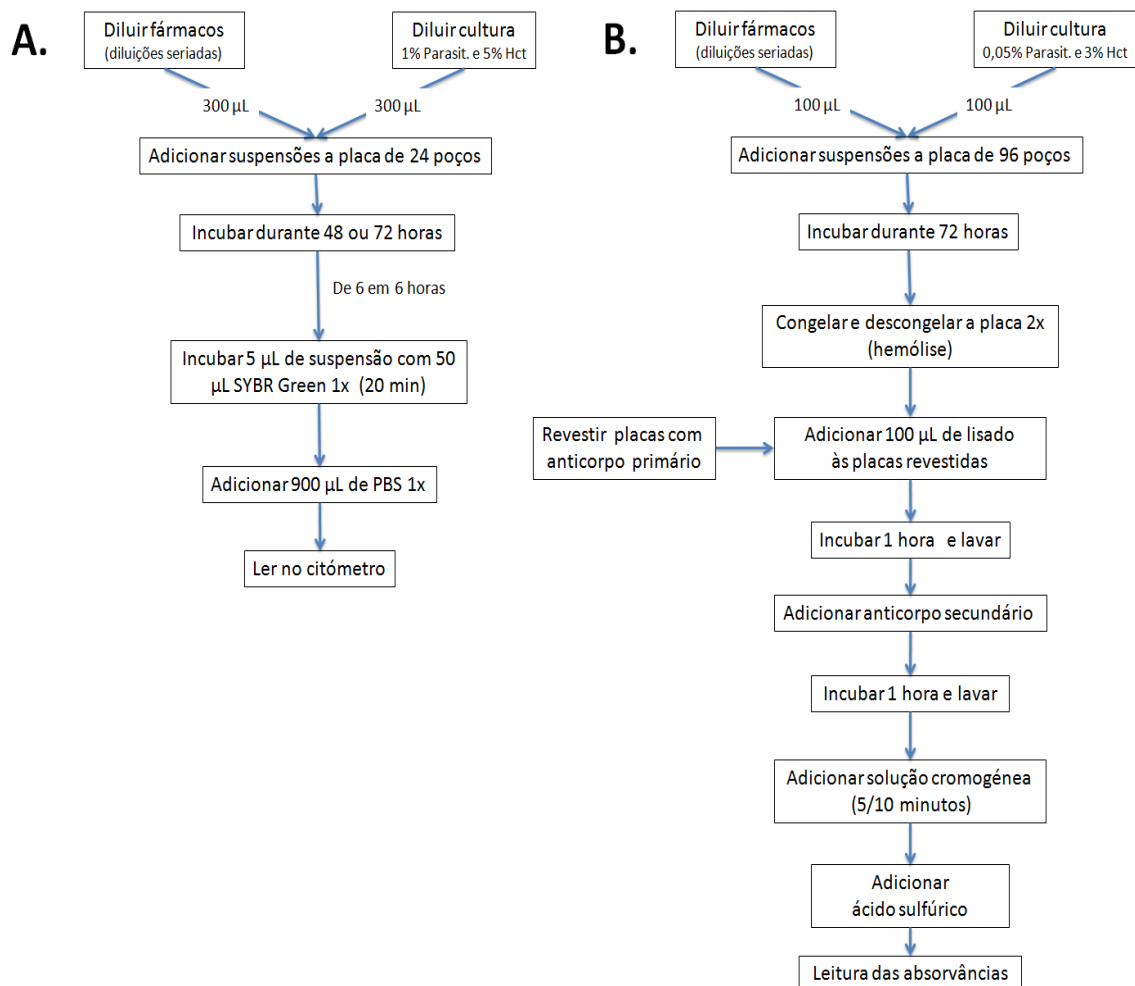 A.
Diluir fármacos
(diluições seriadas)
Diluir cultura
1% Parasit. e 5% Hct
300 µL
300 µL
Adicionar suspensões a placa de 24 poços
Incubar durante 48 ou 72 horas
De 6 em 6 horas
Incubar 5 µL de suspensão com 50
µL SYBR Green 1x (20 min)
Adicionar 900 µL de PBS 1x
Ler no citómetro
B.
Diluir fármacos
(diluições seriadas)
Diluir cultura
0,05% Parasit. e 3% Hct
100 µL
100 µL
Adicionar suspensões a placa de 96 poços
Incubar durante 72 horas
Congelar e descongelar a placa 2x
(hemólise)
Revestir placas com
anticorpo primário
Adicionar 100 µL de lisado
às placas revestidas
Incubar 1 hora e lavar
Adicionar anticorpo secundário
Incubar 1 hora e lavar
Adicionar solução cromogénea
(5/10 minutos)
Adicionar
ácido sulfúrico
Leitura das absorvâncias